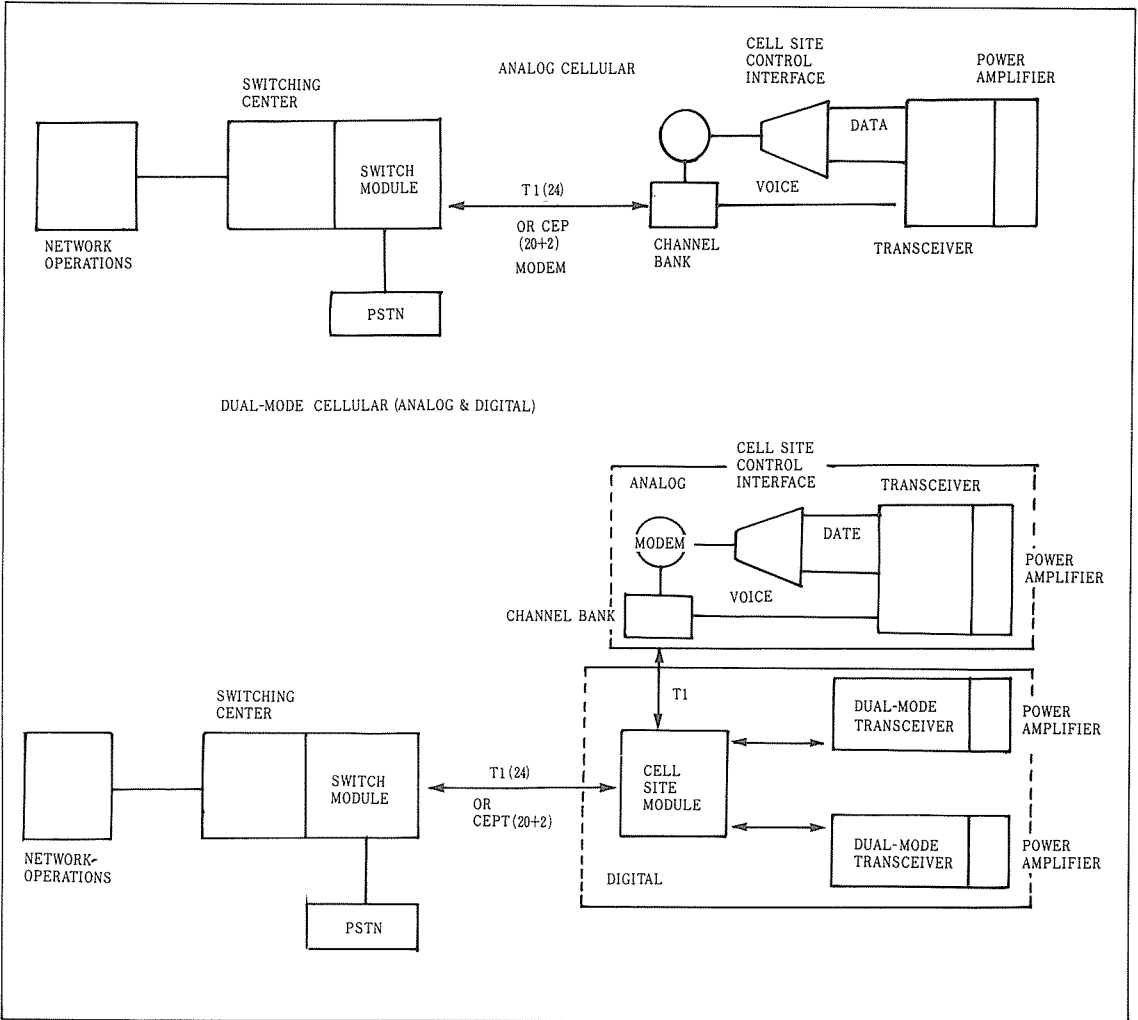 ANALOG CELLULAR
SWITCHING
CENTER
CELL SITE
CONTROL
INTERFACE
POWER
AMPLIFIER
DATA
SWITCH
MODULE
T1(24)
VOICE
OR CEP
(20+2)
MODEM
NETWORK
OPERATIONS
CHANNEL
BANK
TRANSCEIVER
PSTN
DUAL-MODE CELLULAR (ANALOG & DIGITAL)
CELL SITE
CONTROL
INTERFACE
ANALOG
TRANSCEIVER
MODEM
DATE
POWER
AMPLIFIER
VOICE
CHANNEL BANK
T1
SWITCHING
CENTER
DUAL-MODE
TRANSCEIVER
POWER
AMPLIFIER
SWITCH
MODULE
T1(24)
OR
CEPT(20+2)
CELL
SITE
MODULE
DUAL-MODE
TRANSCEIVER
POWER
AMPLIFIER
NETWORK-
OPERATIONS
DIGITAL
PSTN